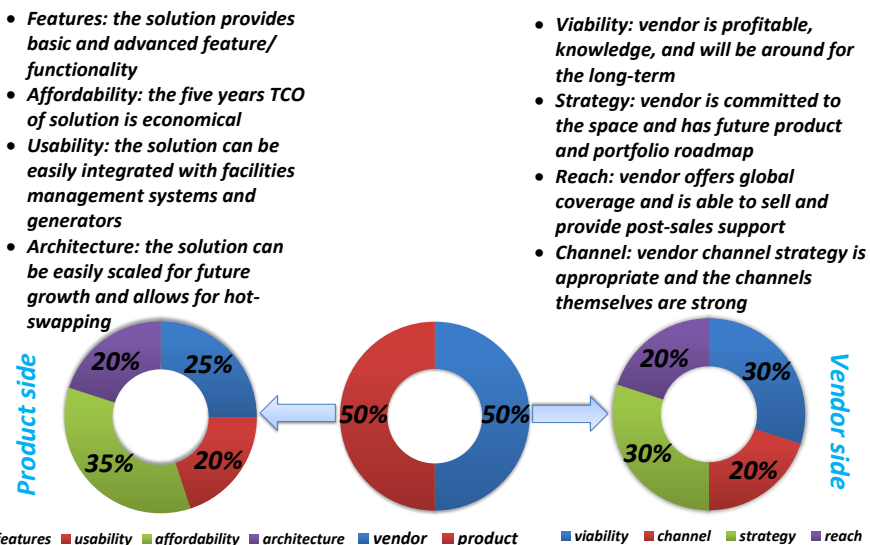 • Features: the solution provides
basic and advanced feature/
functionality
• Affordability: the five years TCO
of solution is economical
• Usability: the solution can be
easily integrated with facilities
management systems and
generators
• Architecture: the solution can
be easily scaled for future
growth and allows for hot-
swapping
• Viability: vendor is profitable,
knowledge, and will be around for
the long-term
• Strategy: vendor is committed to
the space and has future product
and portfolio roadmap
• Reach: vendor offers global
coverage and is able to sell and
provide post-sales support
• Channel: vendor channel strategy is
appropriate and the channels
themselves are strong
Product side
20%
25%
35%
20%
50%
50%
20%
30%
30%
20%
Vendor side
features usability affordability architecture
vendor product
viability channel strategy reach